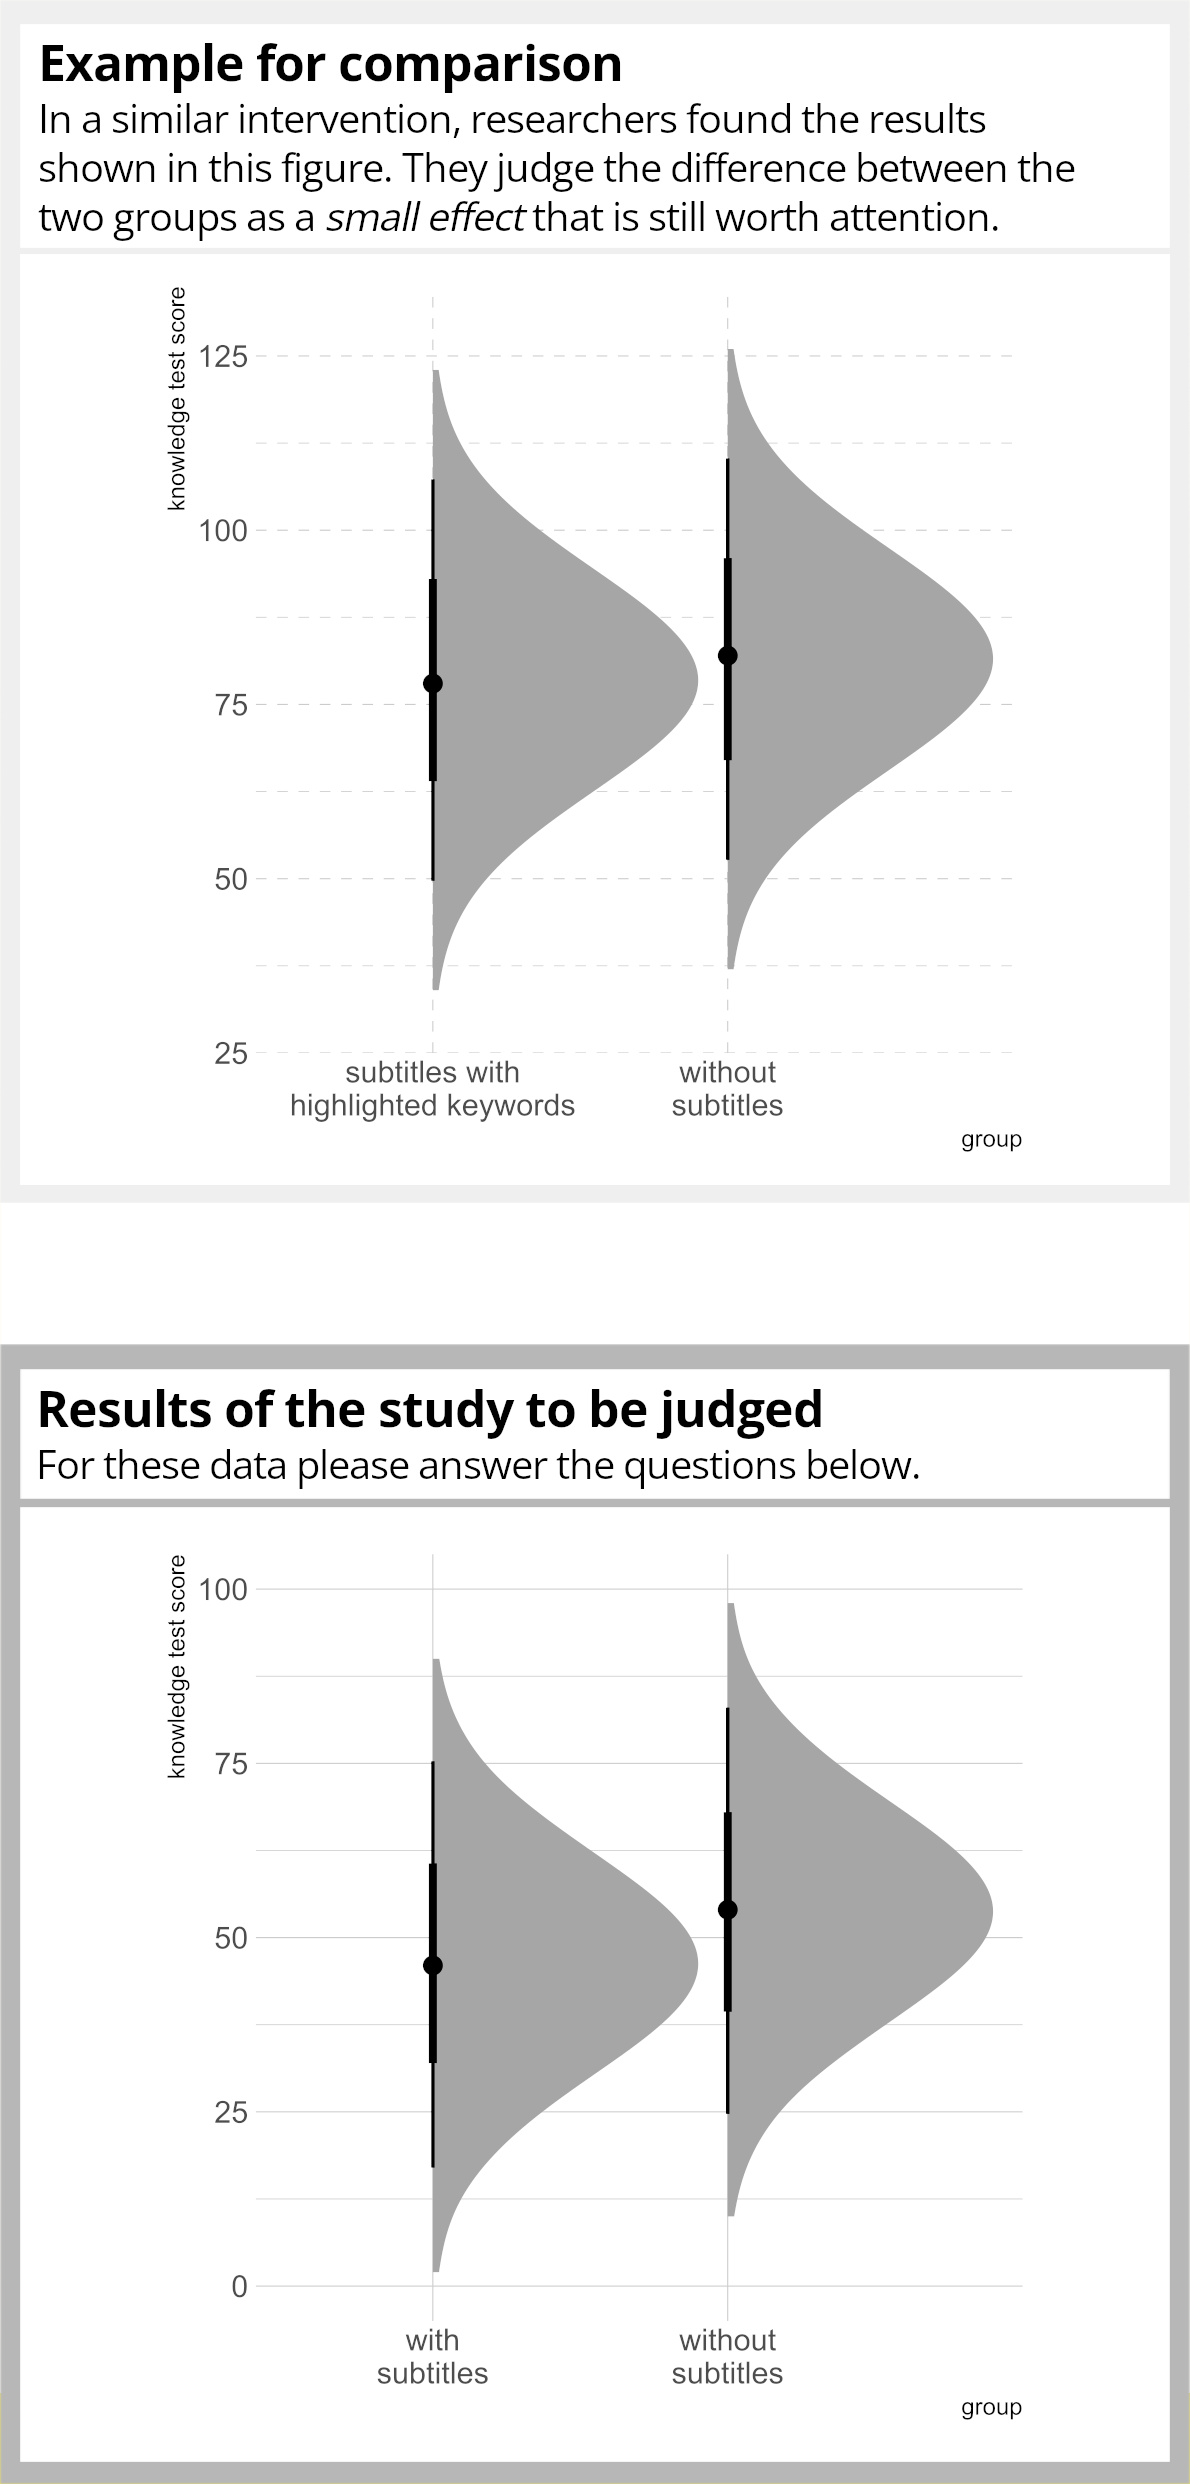 Example for comparison
In a similar intervention, researchers found the results
shown in this figure. They judge the difference between the
two groups as a small effect that is still worth attention.
knowledge test score
125
100
75
50
25
subtitles with
highlighted keywords
without
subtitles
group
Results of the study to be judged
For these data please answer the questions below.
knowledge test score
100
75
50
25
0
with
subtitles
without
subtitles
group